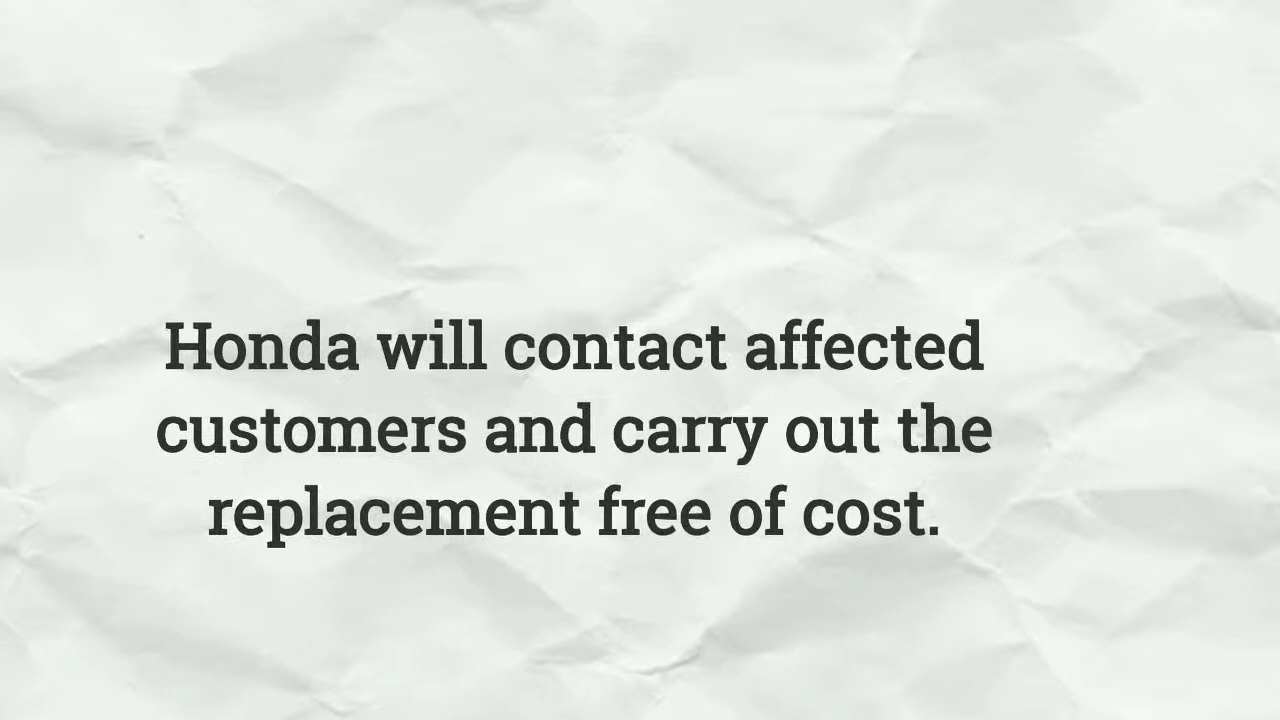 Honda will contact affected
customers and carry out the
replacement free of cost.